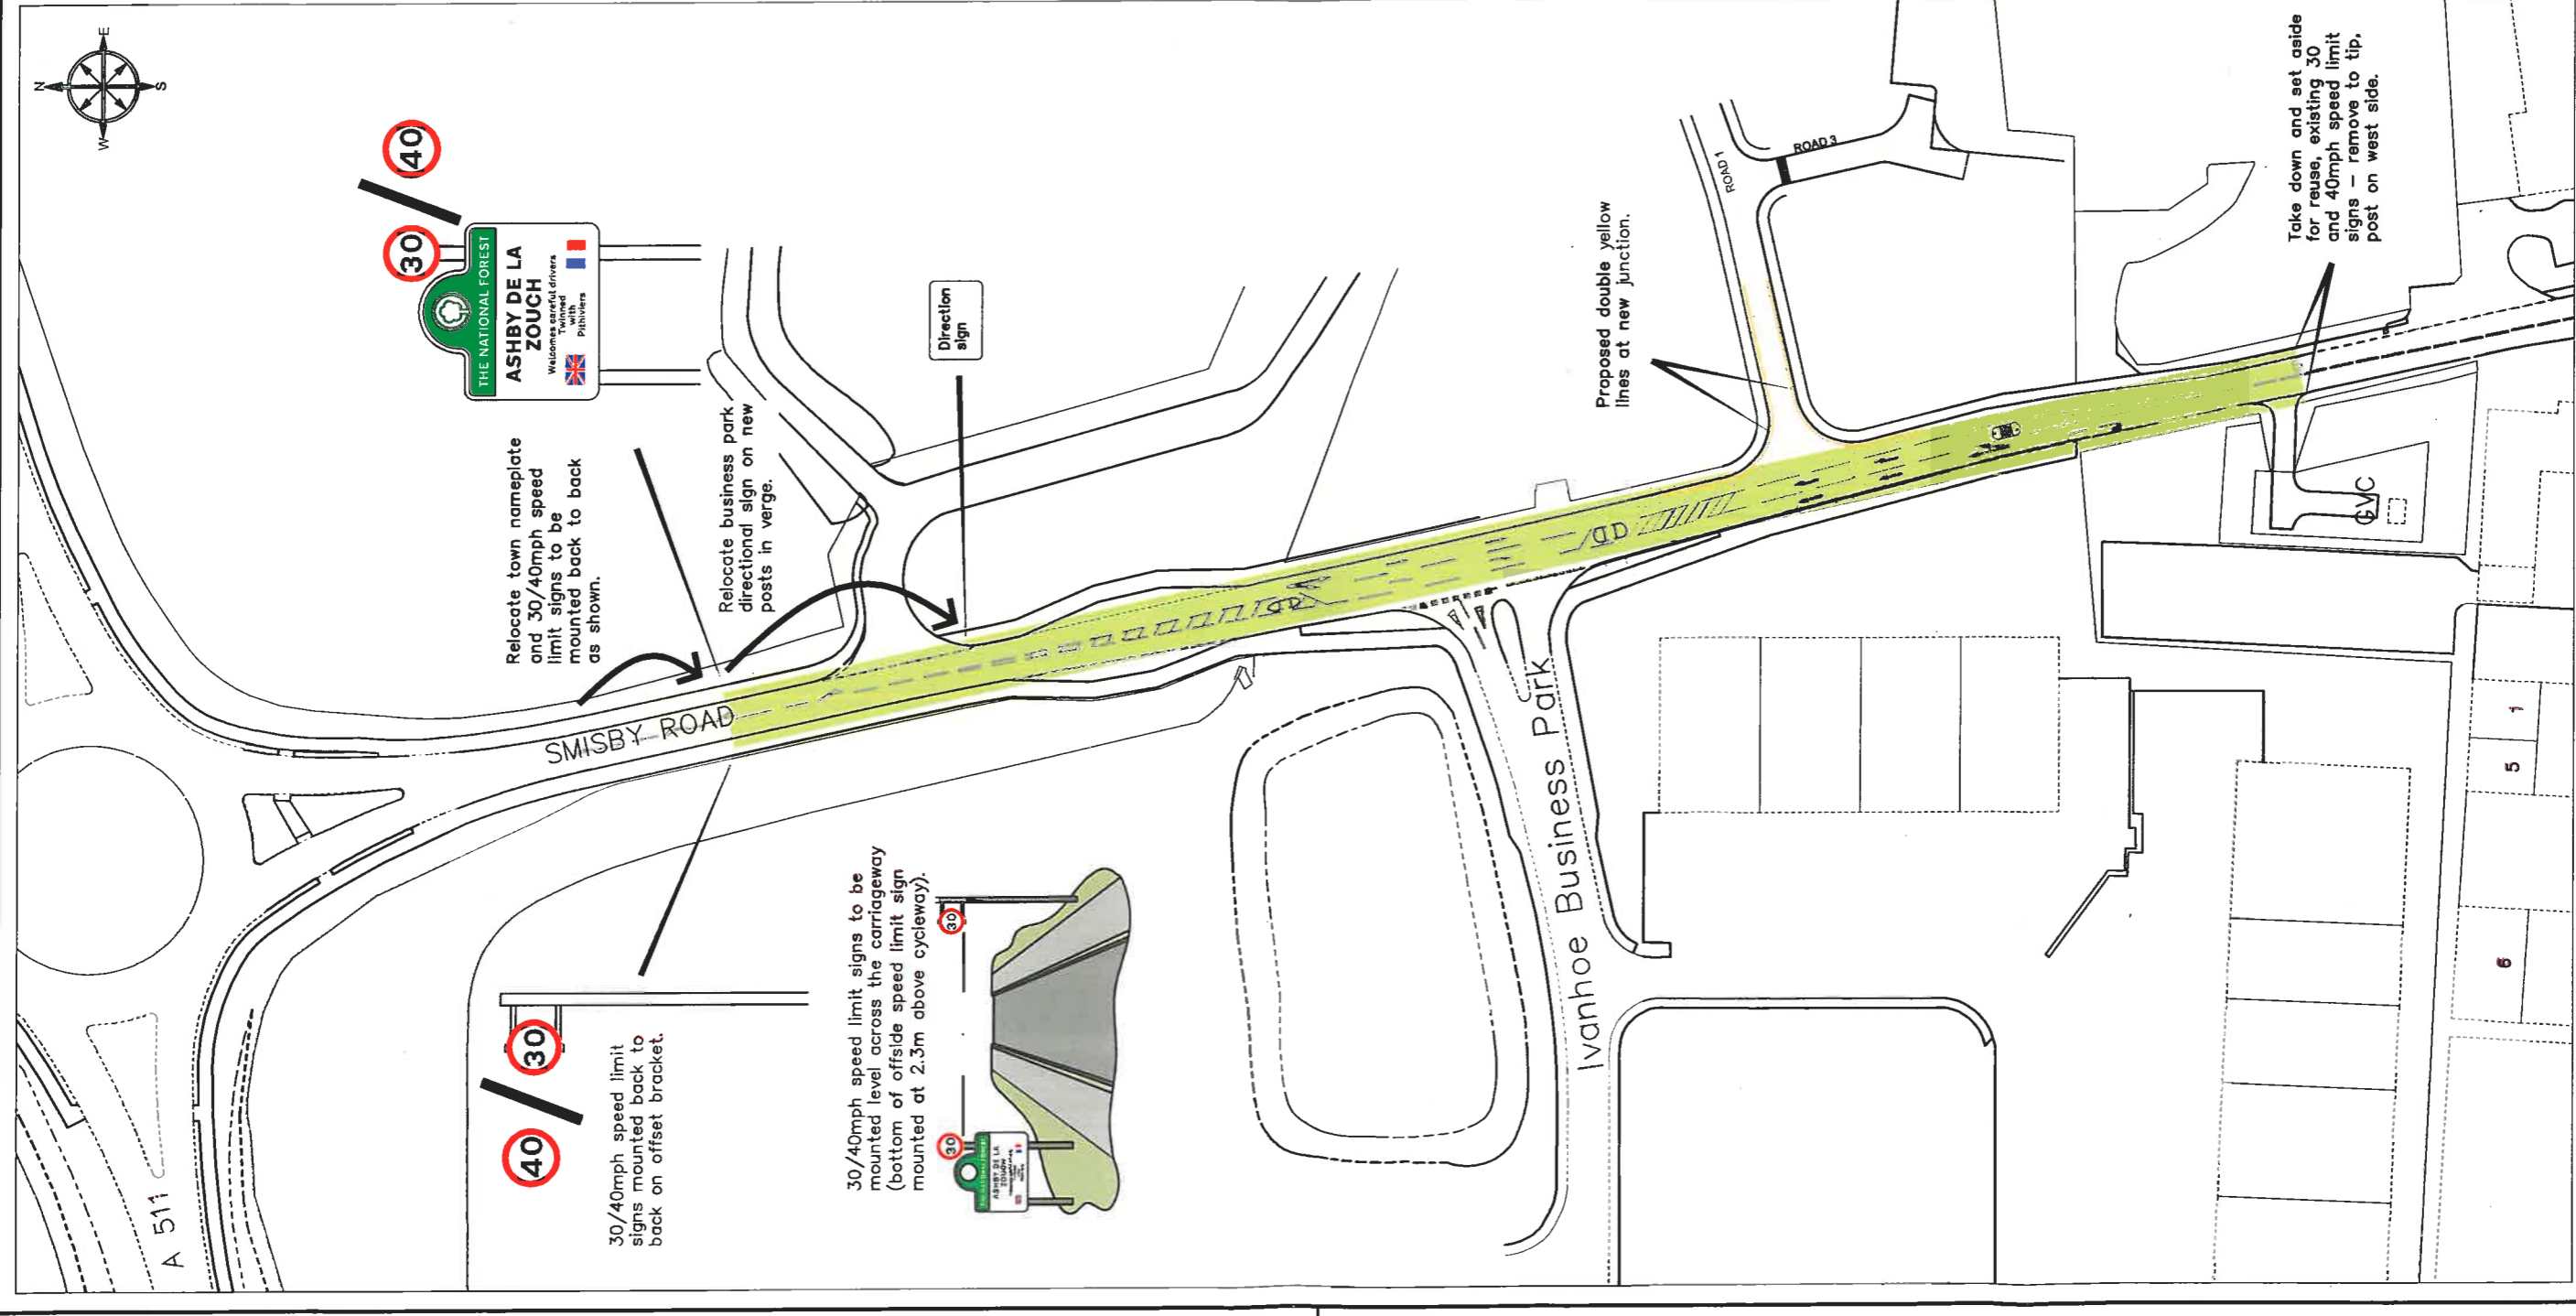 N
E
S
W
30
40
THE NATIONAL FOREST
ASHBY DE LA
ZOUCH
Welcomes careful drivers
Twinned
with
Pithiviers
Relocate town nameplate
and 30/40mph speed
limit signs to be
mounted back to back
as shown.
Relocate business park
directional sign on new
posts in verge.
Direction
sign
SMISBY ROAD
A 511
40
30
30/40mph speed limit
signs mounted back to
back on offset bracket.
30/40mph speed limit signs to be
mounted level across the carriageway
(bottom of offside speed limit sign
mounted at 2.3m above cycleway).
30
30
ASHBY DE LA
ZOUCH
Ivanhoe Business Park
Proposed double yellow
lines at new junction.
ROAD 1
ROAD 3
Take down and set aside
for reuse, existing 30
and 40mph speed limit
signs – remove to tip,
post on west side.
GVC
1
5
6